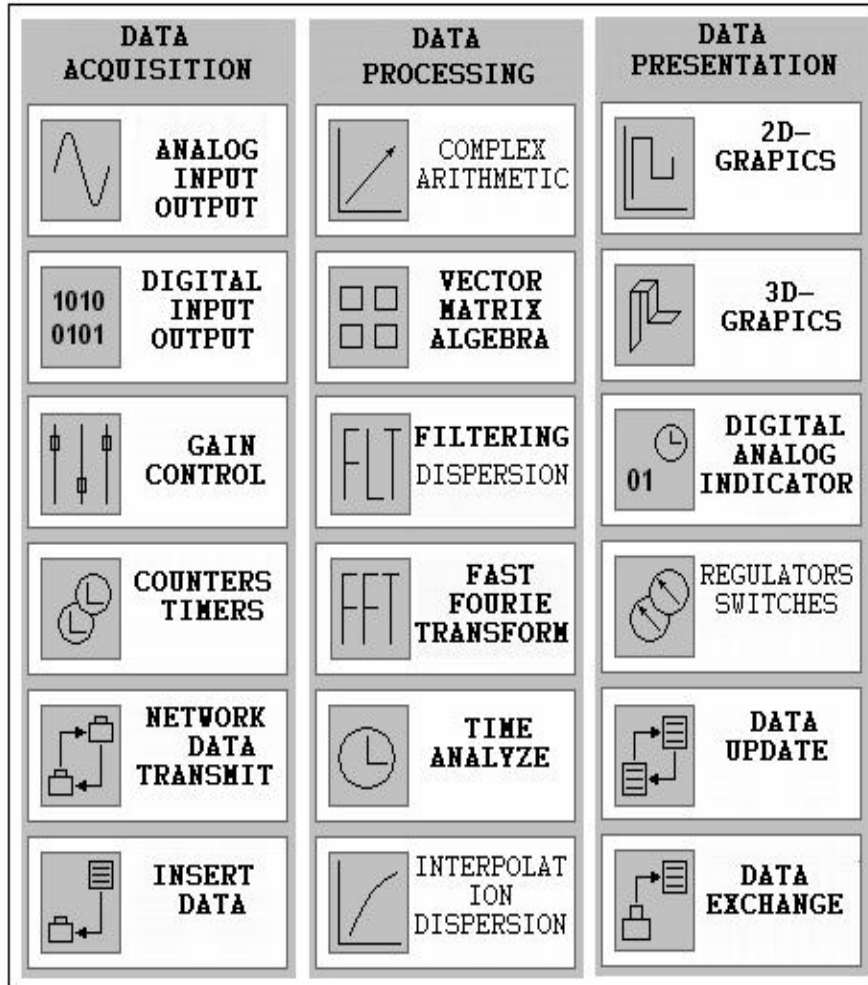 DATA
ACQUISITION
ANALOG
INPUT
OUTPUT
1010
0101
DIGITAL
INPUT
OUTPUT
GAIN
CONTROL
COUNTERS
TIMERS
NETWORK
DATA
TRANSMIT
INSERT
DATA
DATA
PROCESSING
COMPLEX
ARITHMETIC
VECTOR
MATRIX
ALGEBRA
FLT
FILTERING
DISPERSION
FFT
FAST
FOURIE
TRANSFORM
TIME
ANALYZE
INTERPOLAT
ION
DISPERSION
DATA
PRESENTATION
2D-
GRAPICS
3D-
GRAPICS
01
DIGITAL
ANALOG
INDICATOR
REGULATORS
SWITCHES
DATA
UPDATE
DATA
EXCHANGE